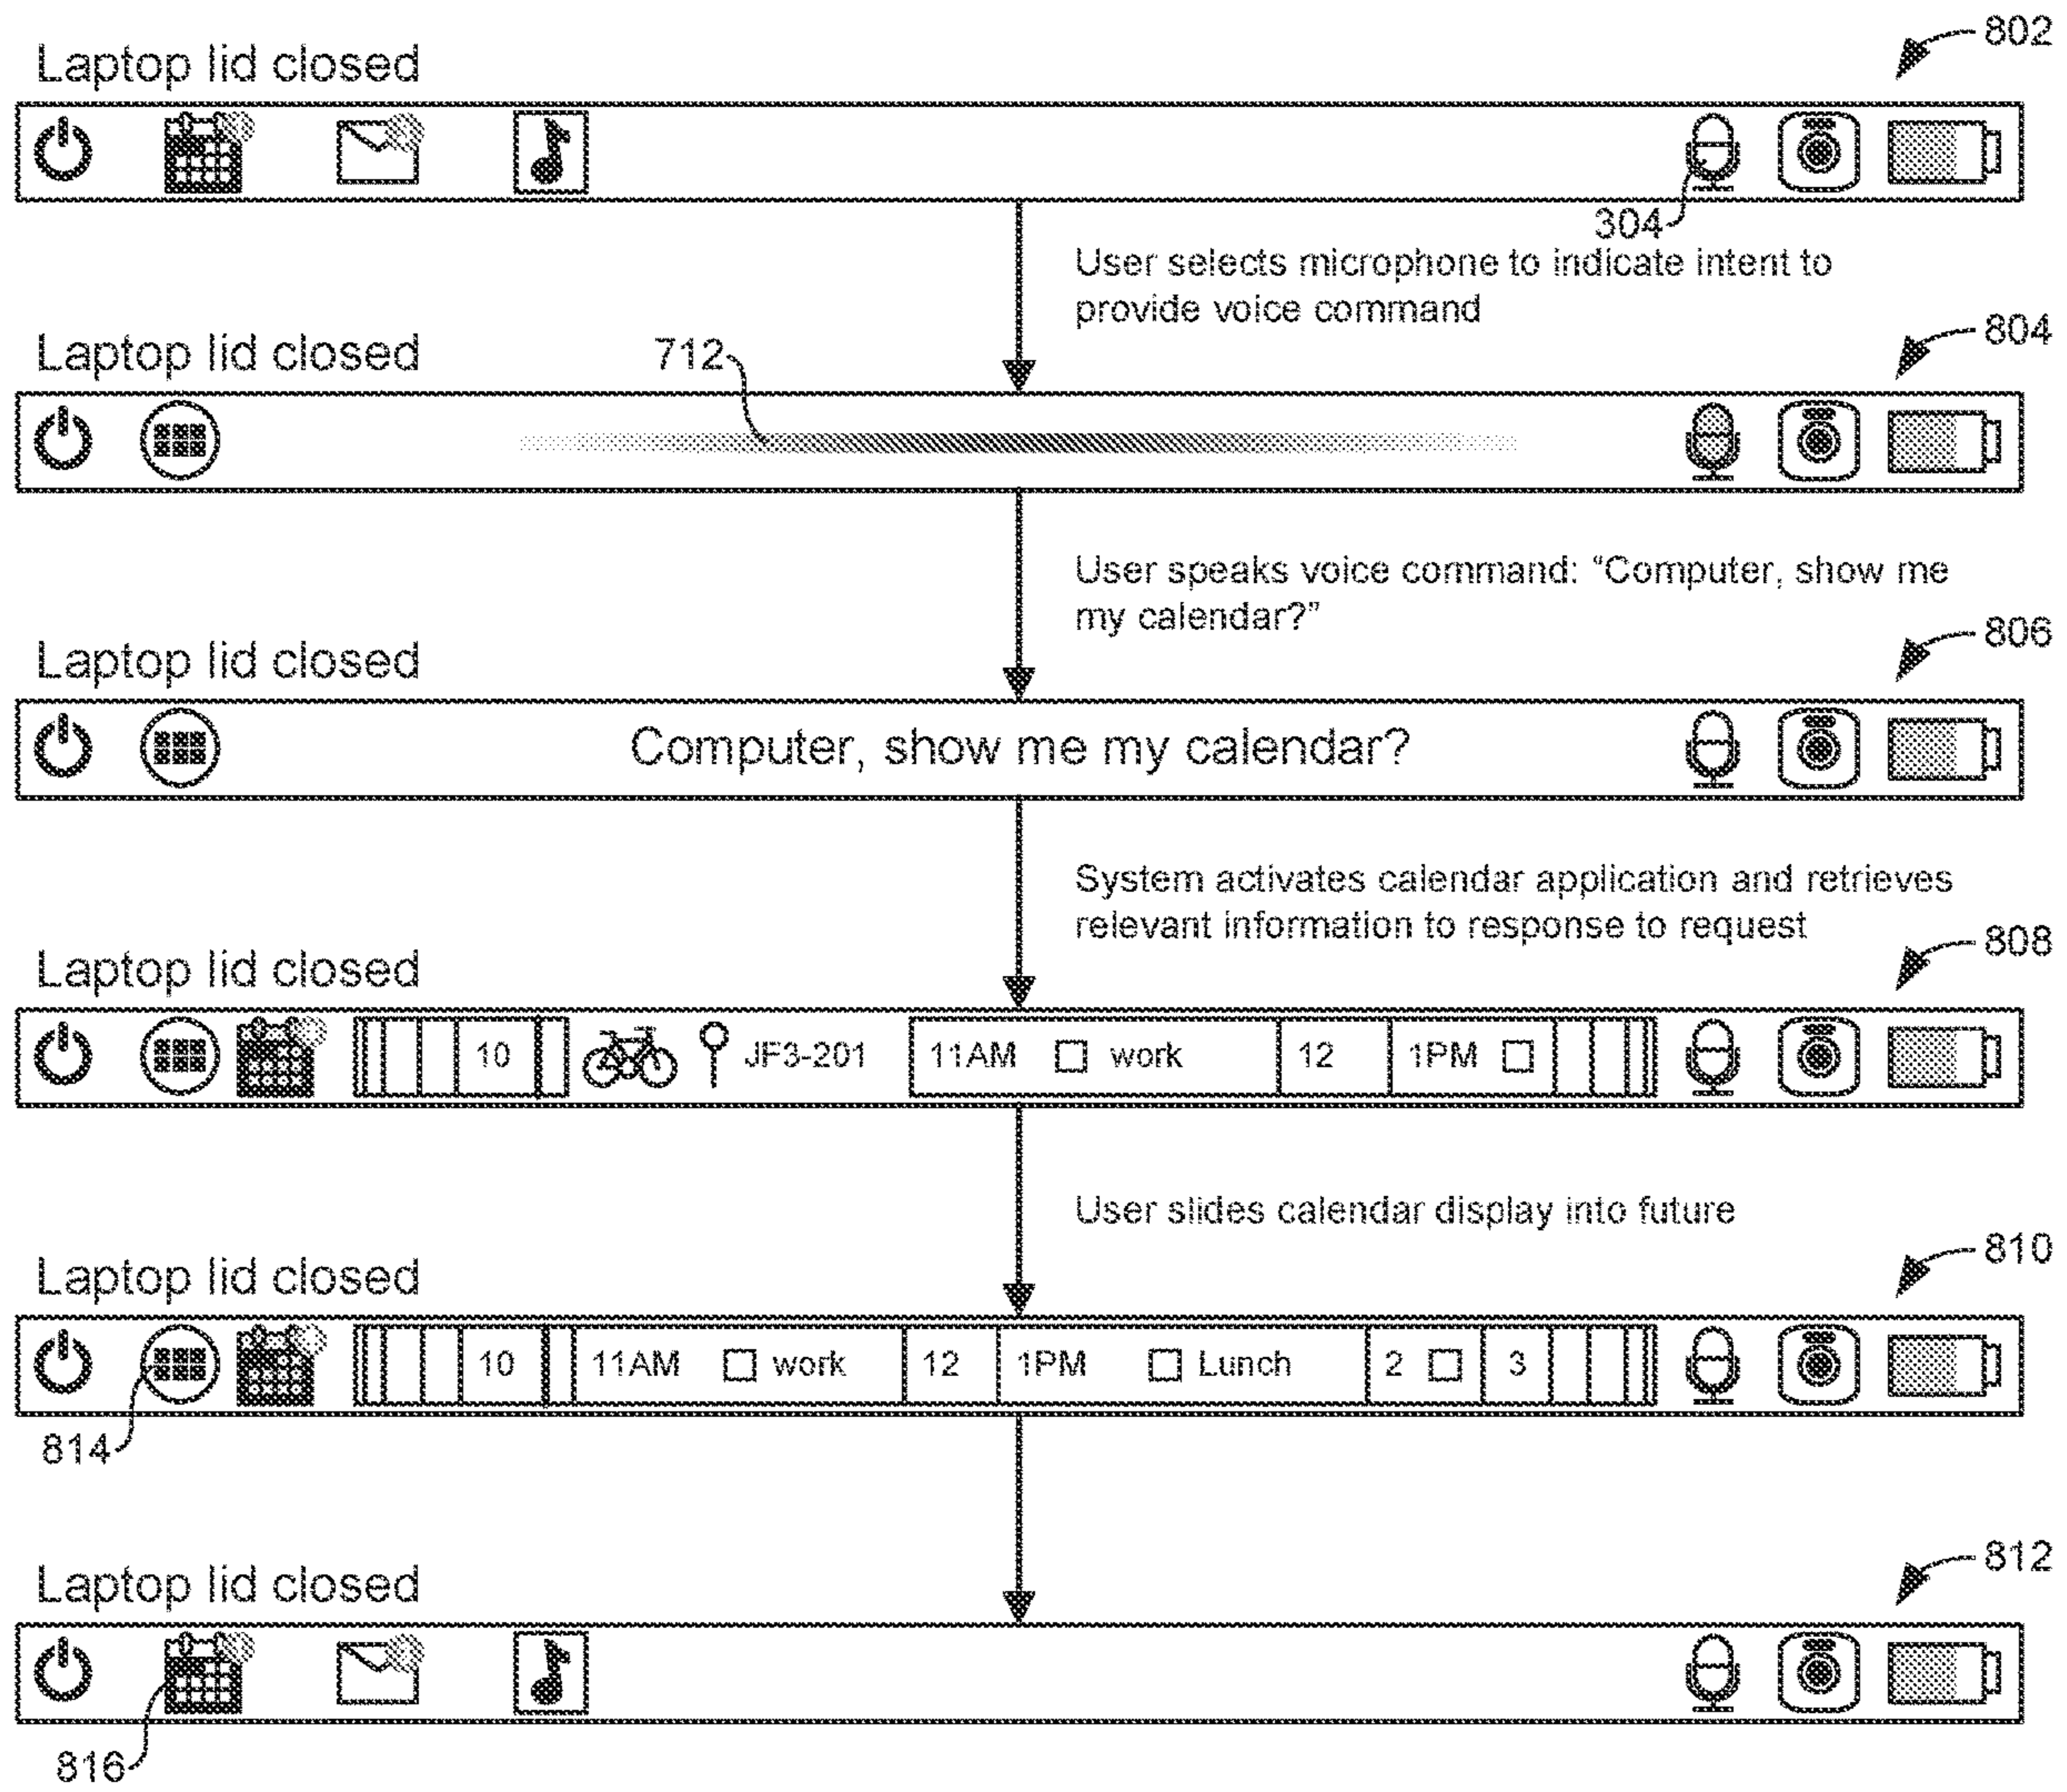 802
Laptop lid closed
304
User selects microphone to indicate intent to
provide voice command
804
Laptop lid closed
712
User speaks voice command: “Computer, show me
my calendar?”
806
Laptop lid closed
Computer, show me my calendar?
System activates calendar application and retrieves
relevant information to response to request
808
Laptop lid closed
10 JF3-201 11AM work 12 1PM
User slides calendar display into future
810
Laptop lid closed
10 11AM work 12 1PM Lunch 2 3
814
812
Laptop lid closed
816